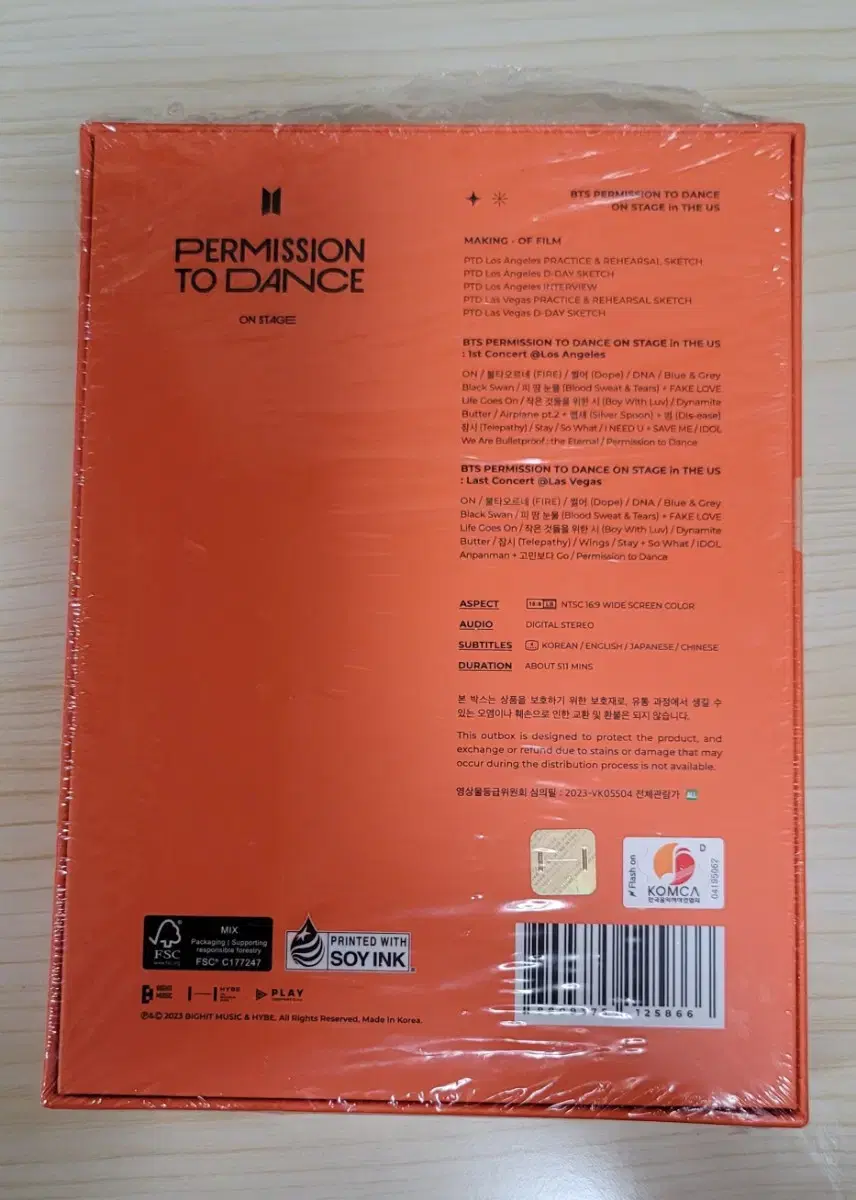 PERMISSION
TO DANCE
ON STAGE
BTS PERMISSION TO DANCE
ON STAGE in THE US
MAKING - OF FILM
PTD Los Angeles PRACTICE & REHEARSAL SKETCH
PTD Los Angeles D-DAY SKETCH
PTD Los Angeles INTERVIEW
PTD Las Vegas PRACTICE & REHEARSAL SKETCH
PTD Las Vegas D-DAY SKETCH
BTS PERMISSION TO DANCE ON STAGE in THE US
: 1st Concert @Los Angeles
ON / 불타오르네 (FIRE) / 쩔어 (Dope) / DNA / Blue & Grey
Black Swan / 피 땀 눈물 (Blood Sweat & Tears) + FAKE LOVE
Life Goes On / 작은 것들을 위한 시 (Boy With Luv) / Dynamite
Butter / Airplane pt.2 + 뱁새 (Silver Spoon) + 병 (Dis-ease)
잠시 (Telepathy) / Stay / So What / I NEED U + SAVE ME / IDOL
We Are Bulletproof : the Eternal / Permission to Dance
BTS PERMISSION TO DANCE ON STAGE in THE US
: Last Concert @Las Vegas
ON / 불타오르네 (FIRE) / 쩔어 (Dope) / DNA / Blue & Grey
Black Swan / 피 땀 눈물 (Blood Sweat & Tears) + FAKE LOVE
Life Goes On / 작은 것들을 위한 시 (Boy With Luv) / Dynamite
Butter / 잠시 (Telepathy) / Wings / Stay + So What / IDOL
Anpanman + 고민보다 Go / Permission to Dance
ASPECT 16:9 LB NTSC 16:9 WIDE SCREEN COLOR
AUDIO DIGITAL STEREO
SUBTITLES KOREAN / ENGLISH / JAPANESE / CHINESE
DURATION ABOUT 511 MINS
본 박스는 상품을 보호하기 위한 보호재로, 유통 과정에서 생길 수
있는 오염이나 훼손으로 인한 교환 및 환불은 되지 않습니다.
This outbox is designed to protect the product, and
exchange or refund due to stains or damage that may
occur during the distribution process is not available.
영상물등급위원회 심의필 : 2023-VK05504 전체관람가 ALL
Flash on
D
KOMCA
한국음악저작권협회
04195062
FSC
MIX
Packaging | Supporting
responsible forestry
FSC® C177247
PRINTED WITH
SOY INK
BIGHIT
MUSIC
HYBE
PLAY
℗&© 2023 BIGHIT MUSIC & HYBE. All Rights Reserved. Made in Korea.
125866